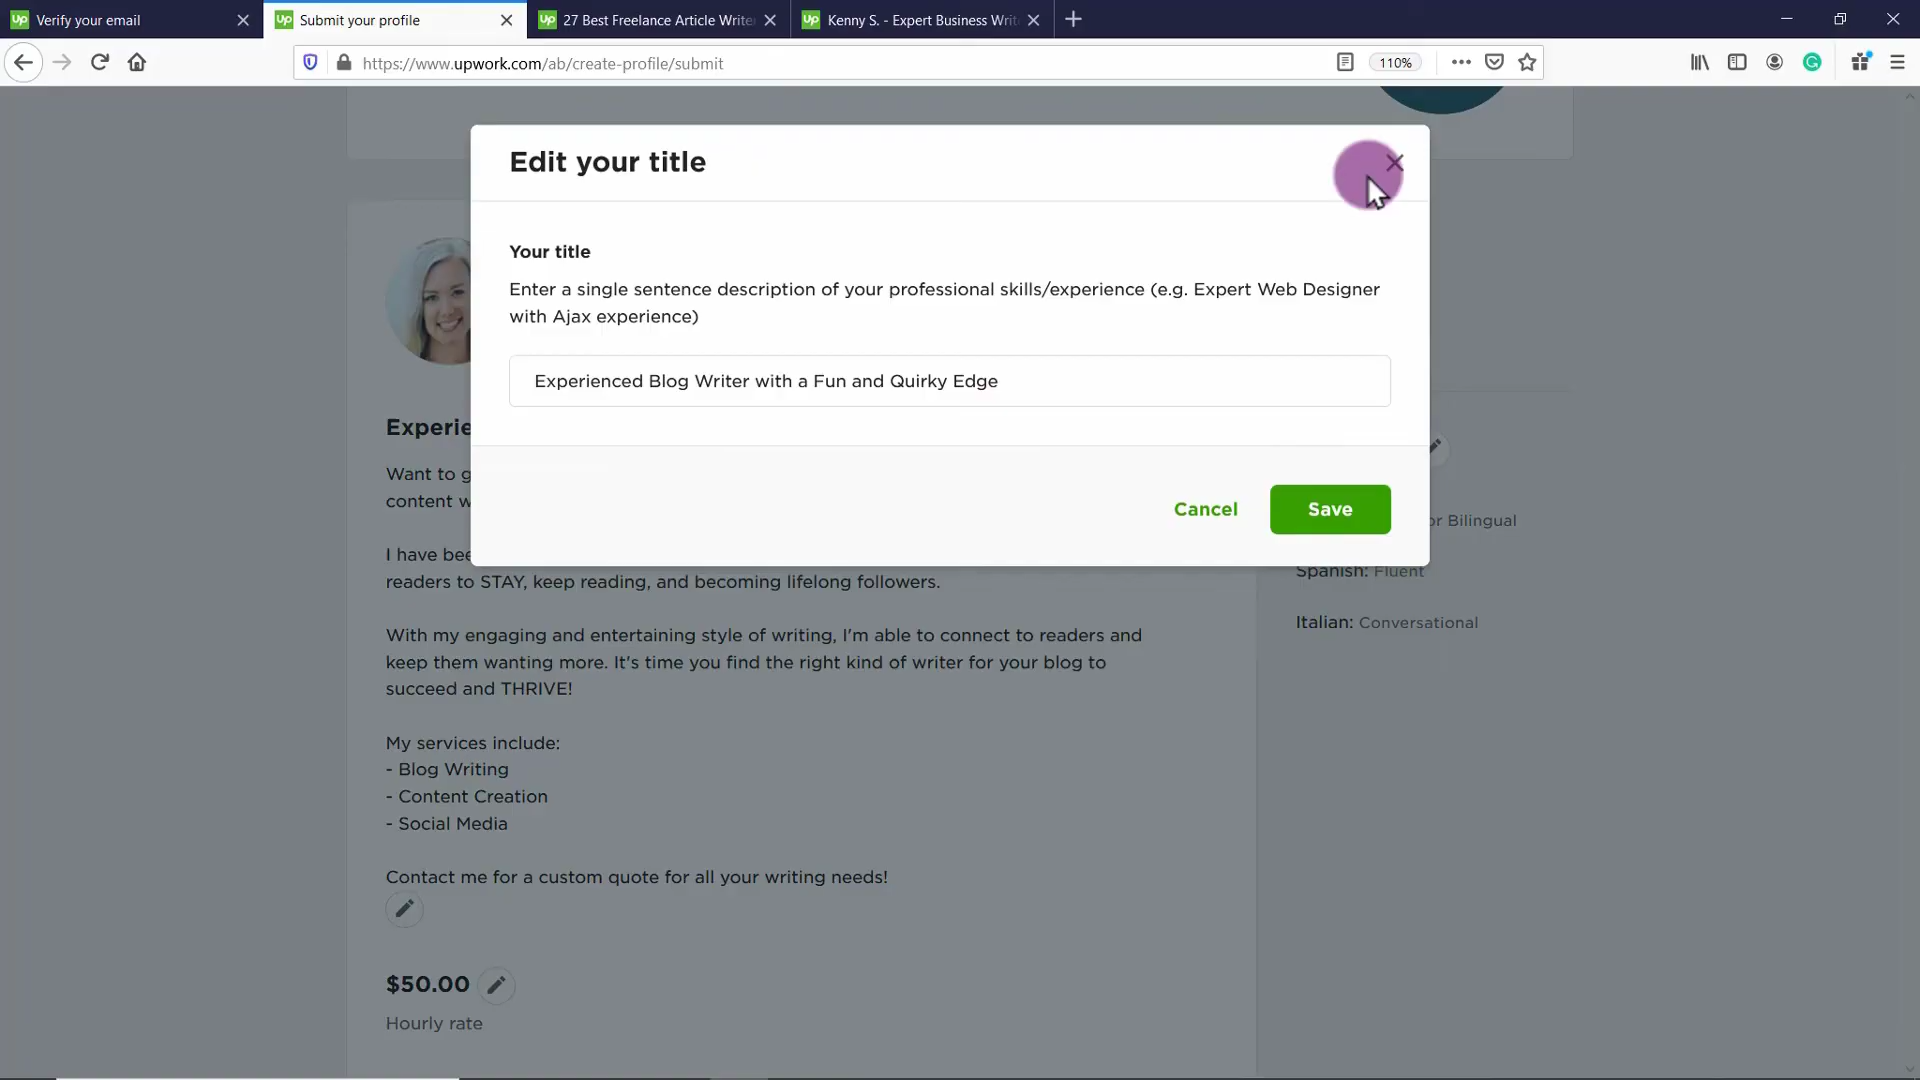 Up Verify your email
Up Submit your profile
Up 27 Best Freelance Article Write
Up Kenny S. - Expert Business Writ
https://www.upwork.com/ab/create-profile/submit
110%
Edit your title
Your title
Enter a single sentence description of your professional skills/experience (e.g. Expert Web Designer
with Ajax experience)
Experienced Blog Writer with a Fun and Quirky Edge
Cancel
Save
Experie
Want to g
content w
I have bee
readers to STAY, keep reading, and becoming lifelong followers.
With my engaging and entertaining style of writing, I'm able to connect to readers and
keep them wanting more. It's time you find the right kind of writer for your blog to
succeed and THRIVE!
My services include:
- Blog Writing
- Content Creation
- Social Media
Contact me for a custom quote for all your writing needs!
$50.00
Hourly rate
or Bilingual
Spanish: Fluent
Italian: Conversational